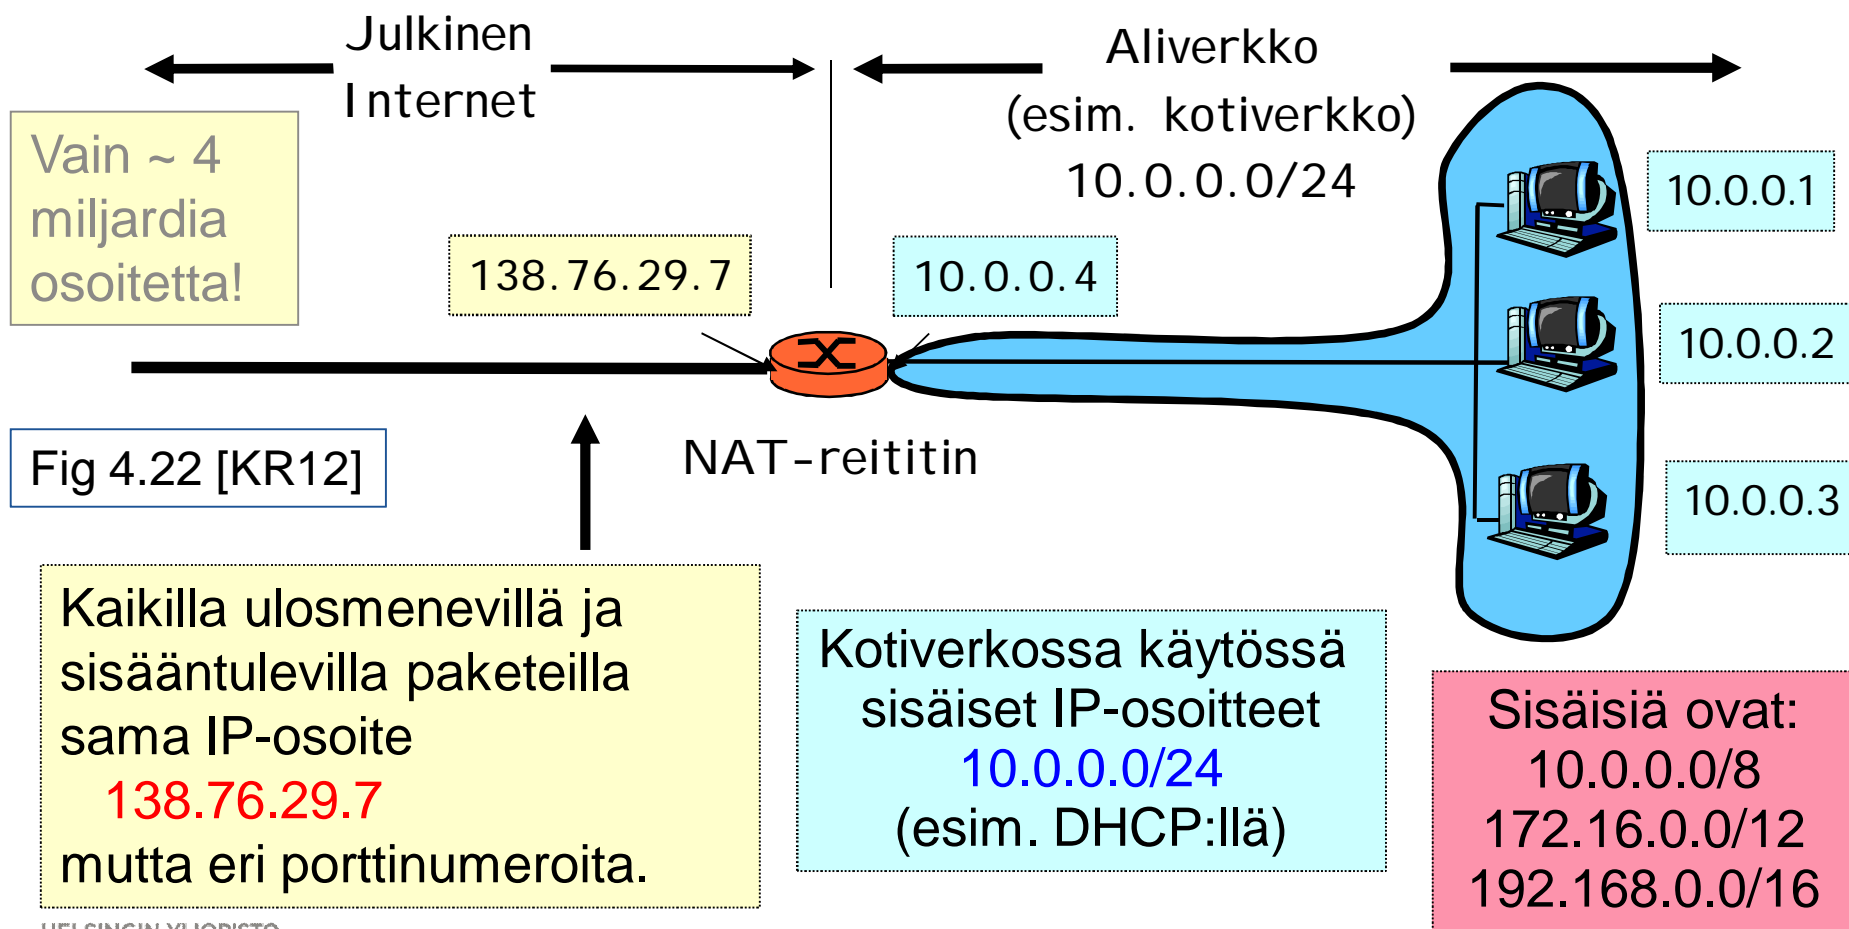 Julkinen
Internet
Aliverkko
(esim. kotiverkko)
10.0.0.0/24
Vain ~ 4
miljardia
osoitetta!
138.76.29.7
10.0.0.4
10.0.0.1
10.0.0.2
10.0.0.3
Fig 4.22 [KR12]
NAT-reititin
Kaikilla ulosmenevillä ja
sisääntulevilla paketeilla
sama IP-osoite
138.76.29.7
mutta eri porttinumeroita.
Kotiverkossa käytössä
sisäiset IP-osoitteet
10.0.0.0/24
(esim. DHCP:llä)
Sisäisiä ovat:
10.0.0.0/8
172.16.0.0/12
192.168.0.0/16
HELSINGIN YLIOPISTO